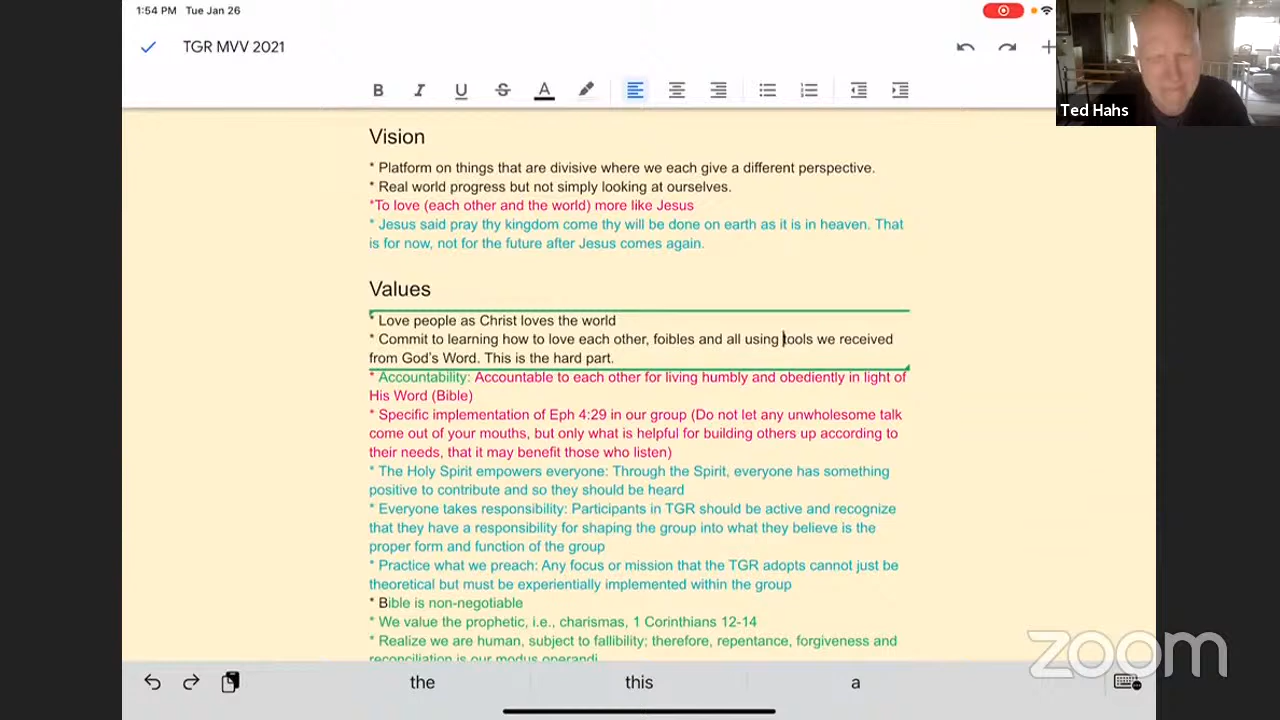 1:54 PM Tue Jan 26
TGR MVV 2021
B I U S A
Ted Hahs
Vision
* Platform on things that are divisive where we each give a different perspective.
* Real world progress but not simply looking at ourselves.
*To love (each other and the world) more like Jesus
* Jesus said pray thy kingdom come thy will be done on earth as it is in heaven. That
is for now, not for the future after Jesus comes again.
Values
* Love people as Christ loves the world
* Commit to learning how to love each other, foibles and all using tools we received
from God's Word. This is the hard part.
* Accountability: Accountable to each other for living humbly and obediently in light of
His Word (Bible)
* Specific implementation of Eph 4:29 in our group (Do not let any unwholesome talk
come out of your mouths, but only what is helpful for building others up according to
their needs, that it may benefit those who listen)
* The Holy Spirit empowers everyone: Through the Spirit, everyone has something
positive to contribute and so they should be heard
* Everyone takes responsibility: Participants in TGR should be active and recognize
that they have a responsibility for shaping the group into what they believe is the
proper form and function of the group
* Practice what we preach: Any focus or mission that the TGR adopts cannot just be
theoretical but must be experientially implemented within the group
* Bible is non-negotiable
* We value the prophetic, i.e., charismas, 1 Corinthians 12-14
* Realize we are human, subject to fallibility; therefore, repentance, forgiveness and
reconciliation is our modus operandi
zoom
the this a